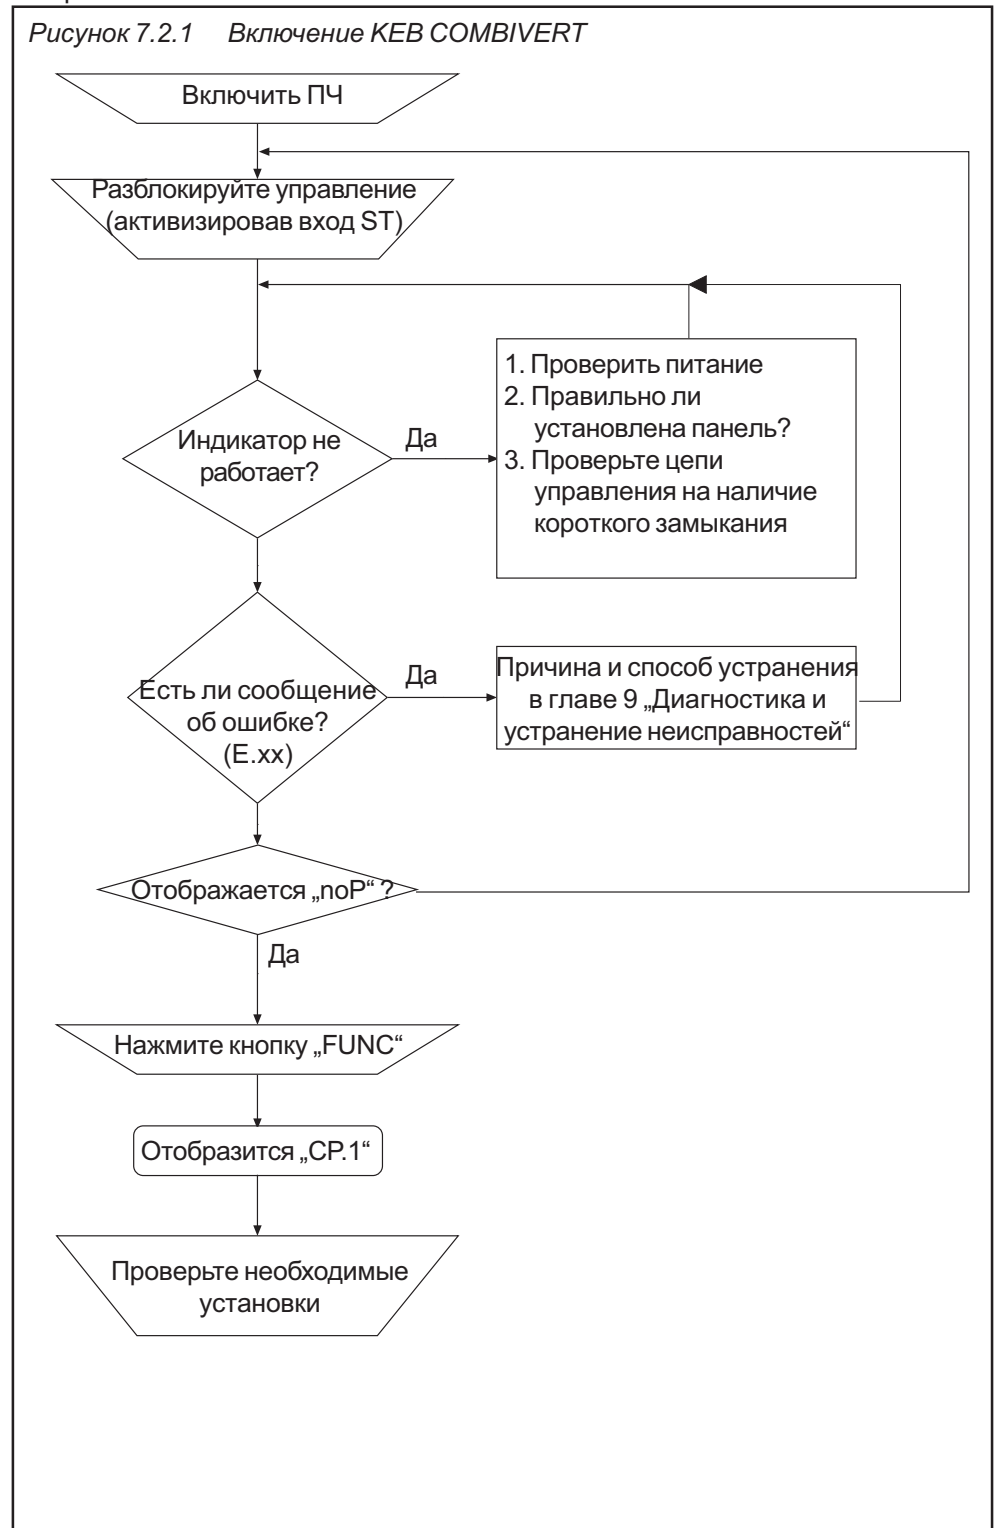 Рисунок 7.2.1 Включение KEB COMBIVERT
Включить ПЧ
Разблокируйте управление
(активизировав вход ST)
1. Проверить питание
2. Правильно ли
установлена панель?
3. Проверьте цепи
управления на наличие
короткого замыкания
Индикатор не
работает?
Да
Есть ли сообщение
об ошибке?
(E.xx)
Да
Причина и способ устранения
в главе 9 „Диагностика и
устранение неисправностей“
Отображается „noP“ ?
Да
Нажмите кнопку „FUNC“
Отобразится „CP.1“
Проверьте необходимые
установки